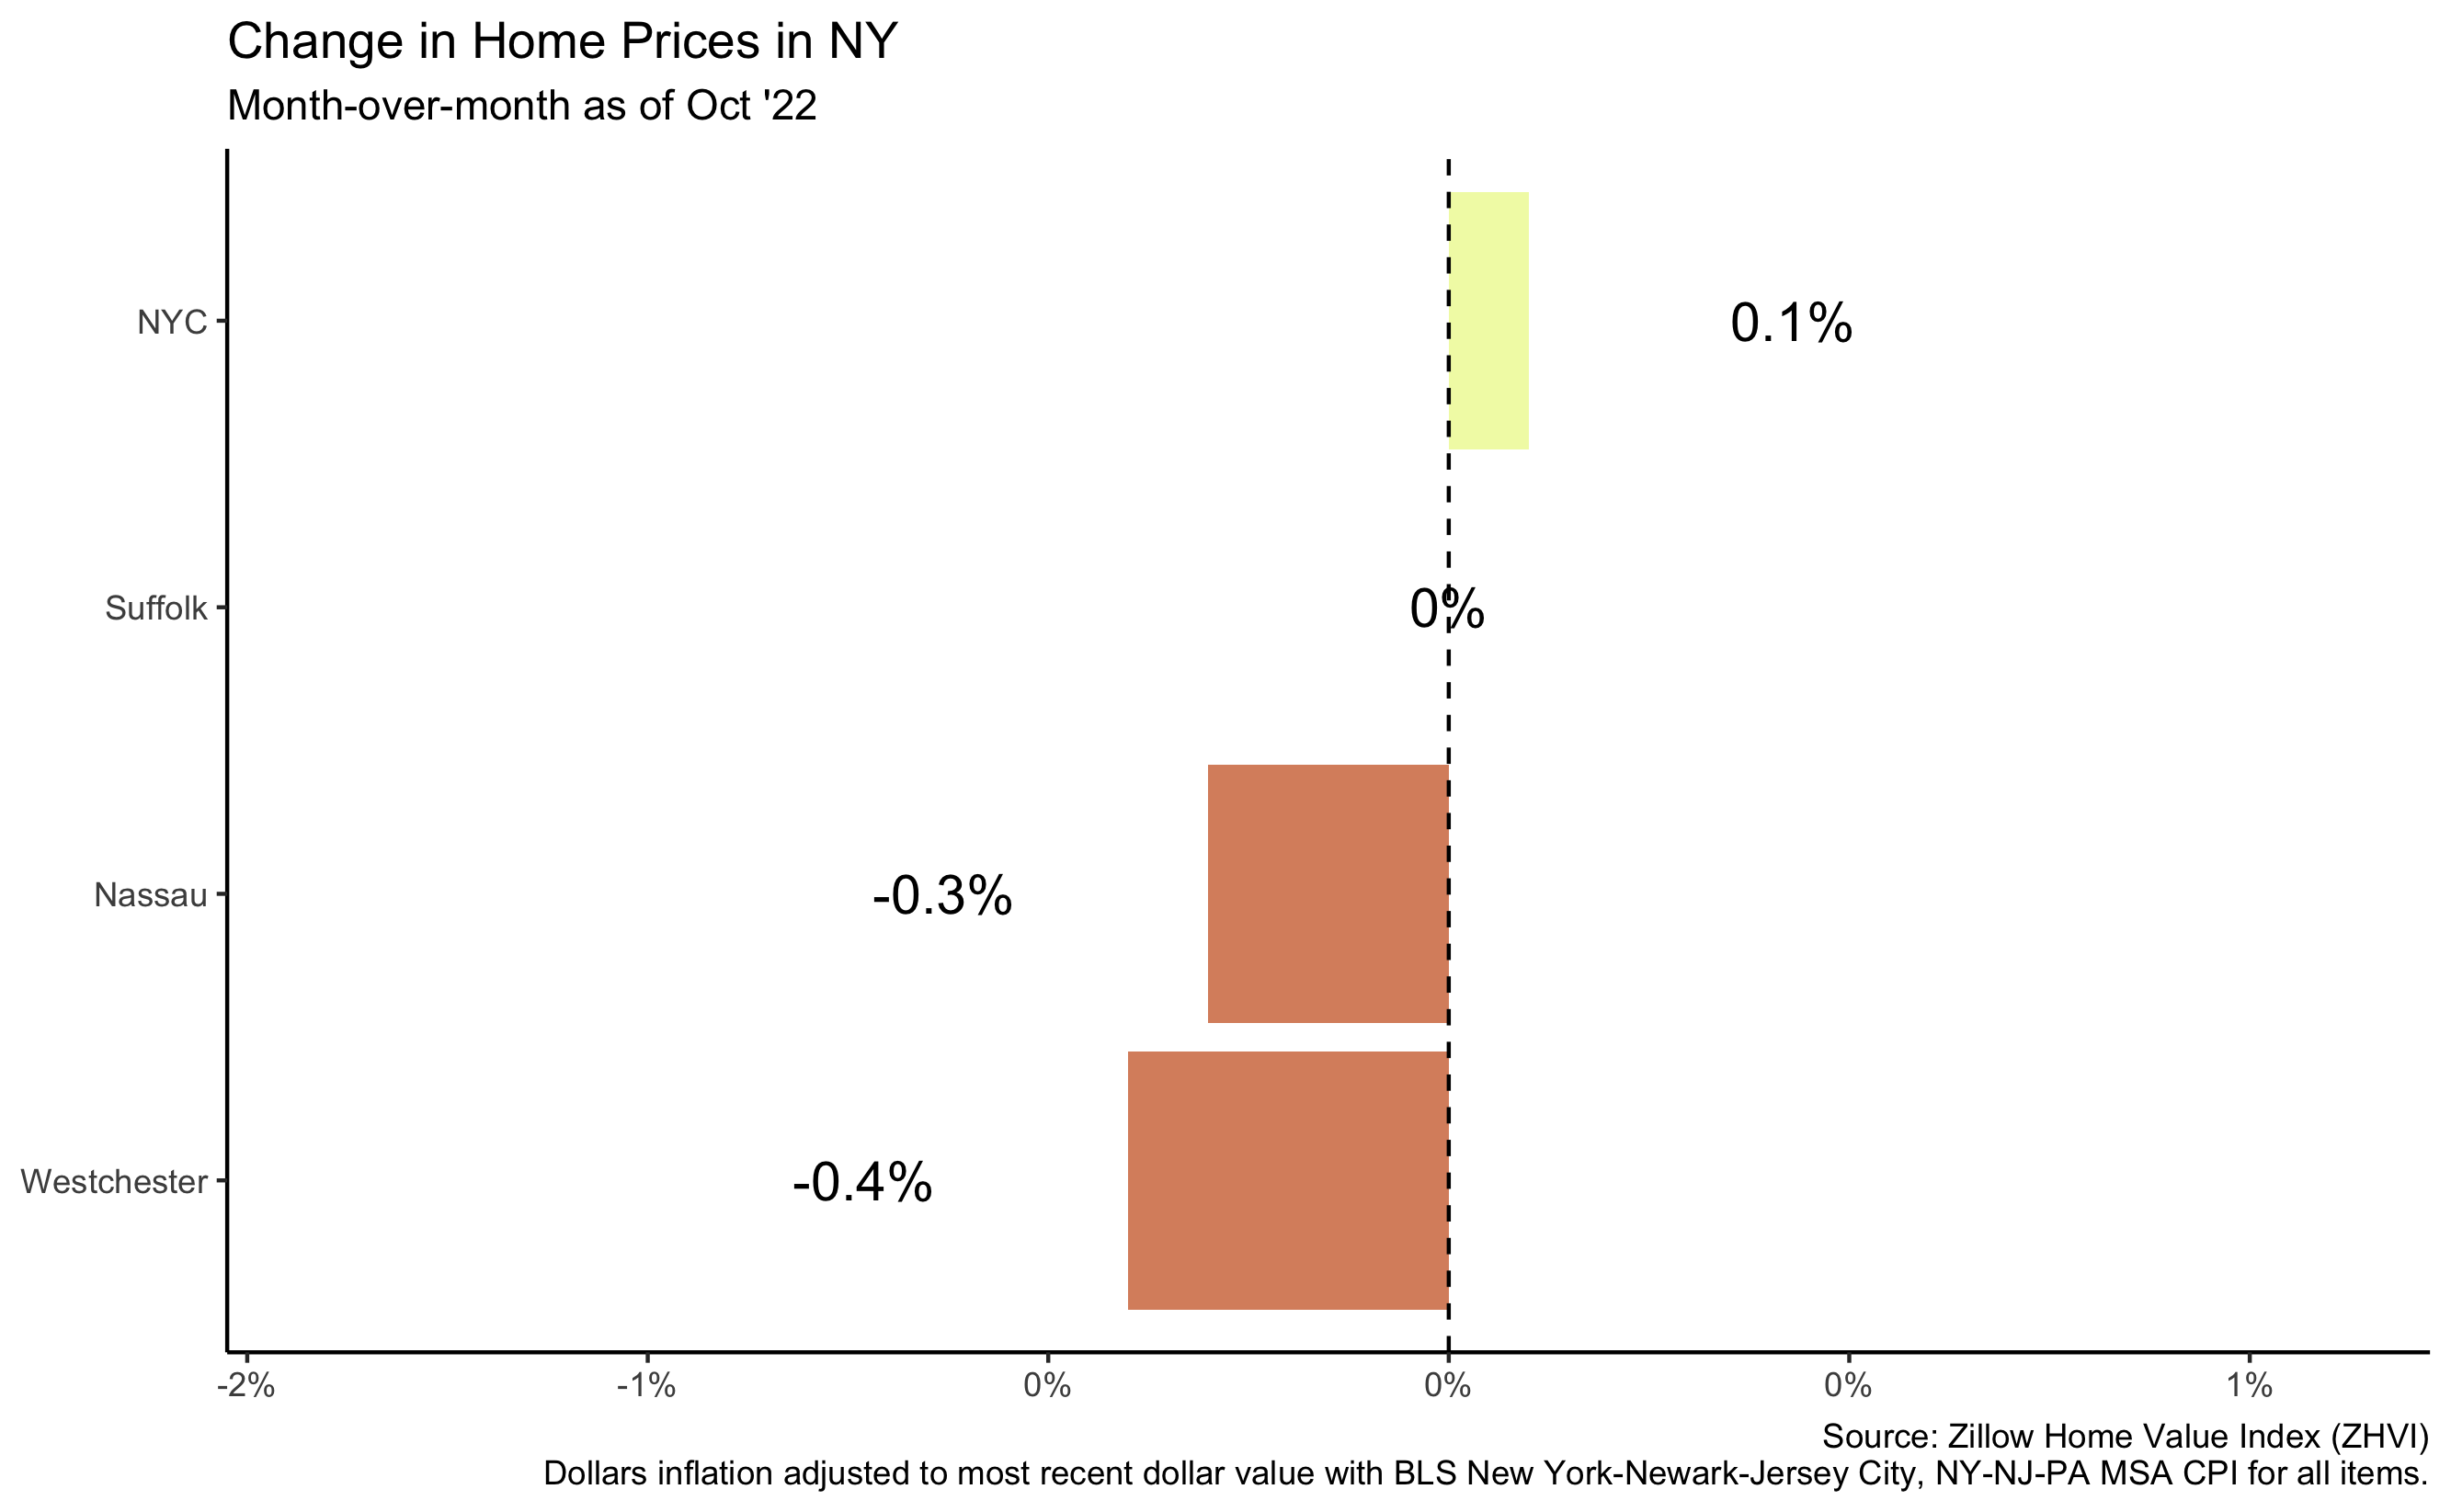 Change in Home Prices in NY
Month-over-month as of Oct '22
NYC
0.1%
Suffolk
0%
Nassau
-0.3%
Westchester
-0.4%
-2% -1% 0% 0% 0% 1%
Source: Zillow Home Value Index (ZHVI)
Dollars inflation adjusted to most recent dollar value with BLS New York-Newark-Jersey City, NY-NJ-PA MSA CPI for all items.